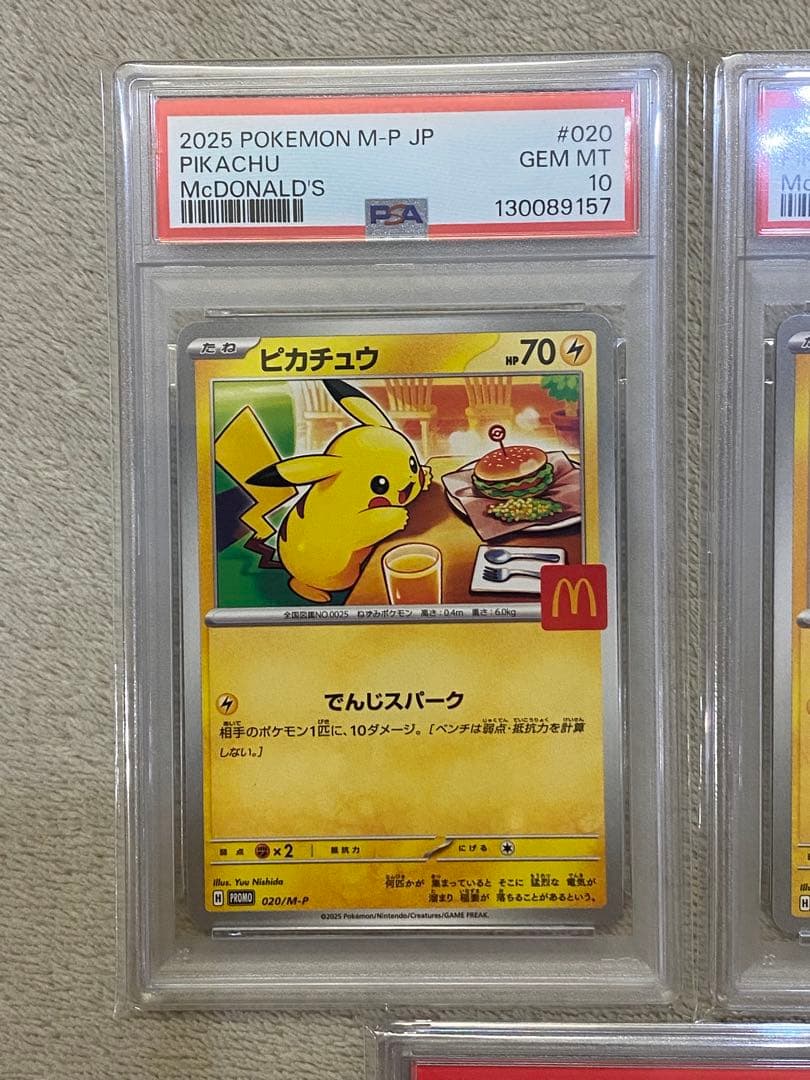 2025 POKEMON M-P JP #020
PIKACHU GEM MT
McDONALD'S 10
PSA 130089157
McD
たね ピカチュウ HP70
全国図鑑NO.0025 ねずみポケモン 高さ:0.4m 重さ:6.0kg
M
でんじスパーク
相手のポケモン1匹に、10ダメージ。[ベンチは弱点・抵抗力を計算
しない。]
弱点 ×2 抵抗力 にげる
Illus. Yuu Nishida
何匹かが 集まっていると そこに 猛烈な 電気が
溜まり 稲妻が 落ちることがあるという。
H PROMO 020/M-P
©2025 Pokémon/Nintendo/Creatures/GAME FREAK.
H